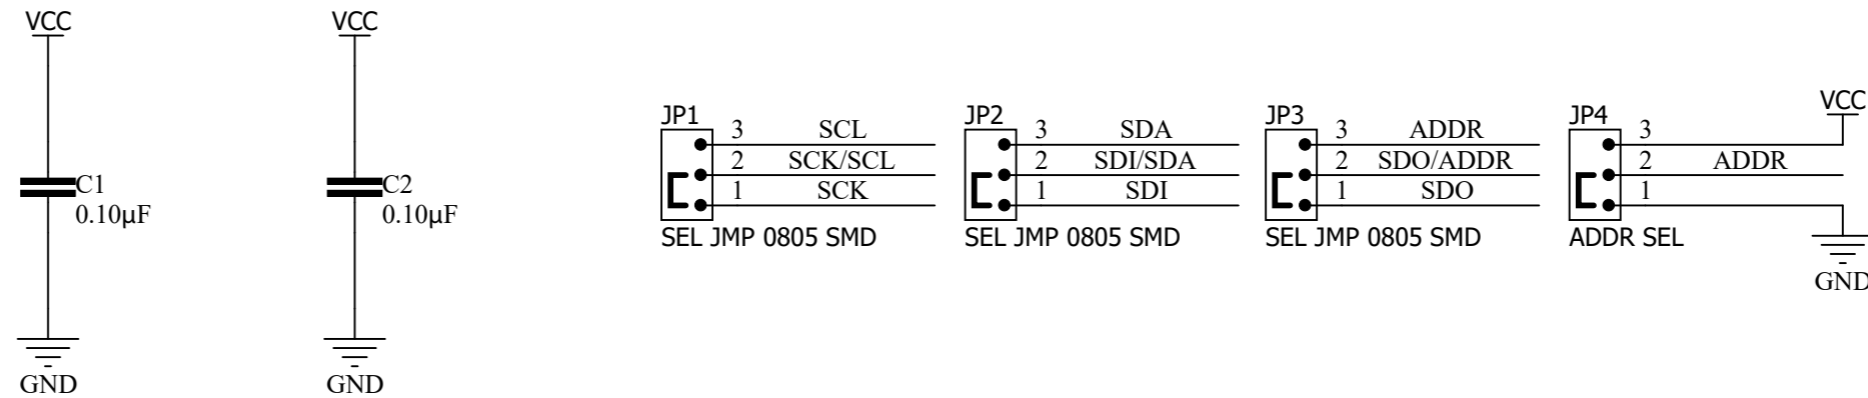 VCC
C1
0.10µF
GND
VCC
C2
0.10µF
GND
JP1
3 SCL
2 SCK/SCL
1 SCK
SEL JMP 0805 SMD
JP2
3 SDA
2 SDI/SDA
1 SDI
SEL JMP 0805 SMD
JP3
3 ADDR
2 SDO/ADDR
1 SDO
SEL JMP 0805 SMD
JP4
VCC
3
2 ADDR
1
ADDR SEL
GND